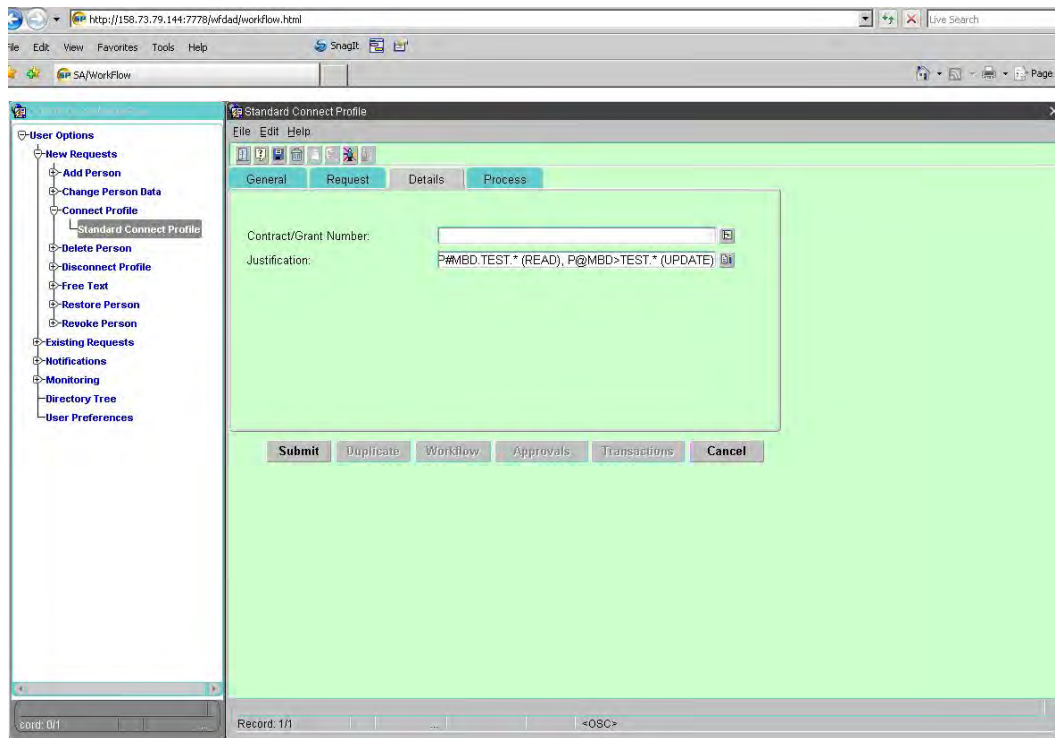 http://158.73.79.144:7778/wfdad/workflow.html
Live Search
File Edit View Favorites Tools Help
SnagIt
SA/WorkFlow
Page
Standard Connect Profile
File Edit Help
General Request Details Process
User Options
New Requests
Add Person
Change Person Data
Connect Profile
Standard Connect Profile
Delete Person
Disconnect Profile
Free Text
Restore Person
Revoke Person
Existing Requests
Notifications
Monitoring
Directory Tree
User Preferences
Contract/Grant Number:
Justification: P#MBD.TEST.* (READ), P@MBD>TEST.* (UPDATE)
Submit Duplicate Workflow Approvals Transactions Cancel
cord: 0/1 ...
Record: 1/1 ... <OSC>